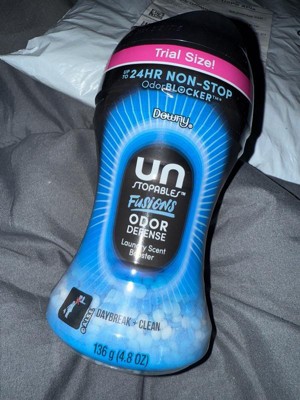 Trial Size!
UP TO 24HR NON-STOP
OdorBLOCKER
Downy
un
STOPABLES™
FUSIONS
ODOR
DEFENSE
Laundry Scent
Booster
DAYBREAK + CLEAN
136 g (4.8 OZ)